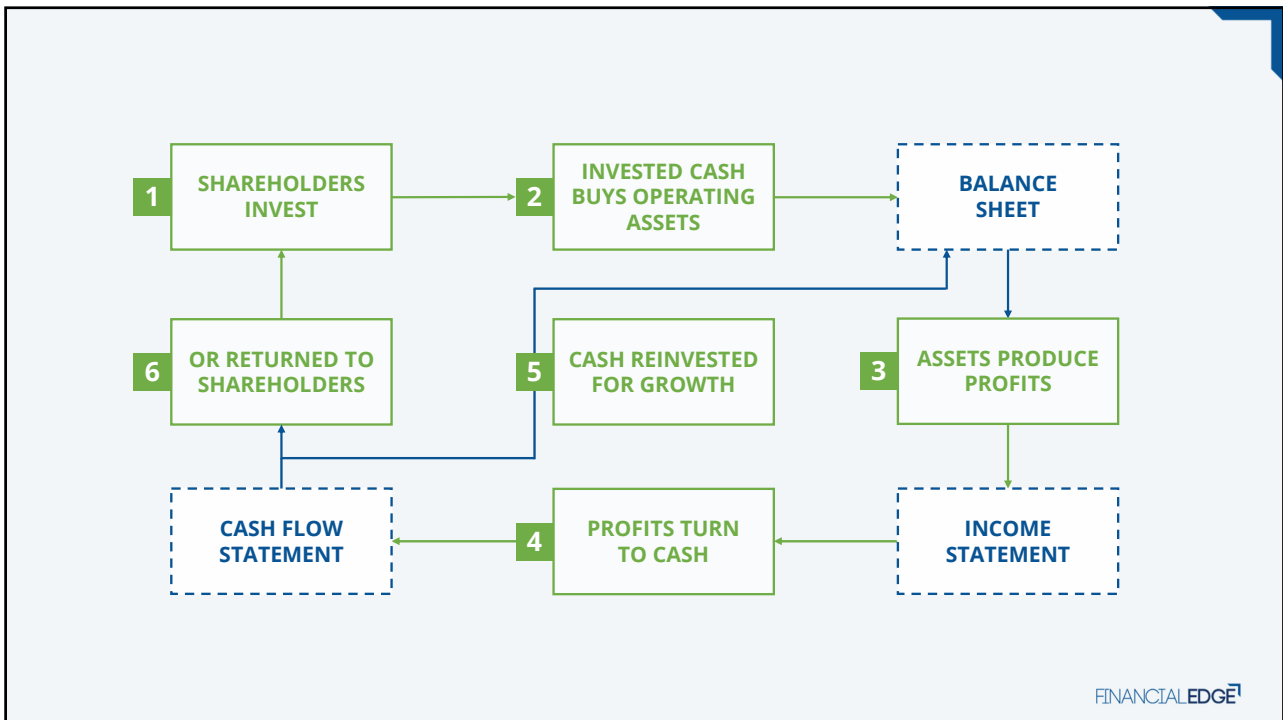 1
SHAREHOLDERS
INVEST
2
INVESTED CASH
BUYS OPERATING
ASSETS
BALANCE
SHEET
6
OR RETURNED TO
SHAREHOLDERS
5
CASH REINVESTED
FOR GROWTH
3
ASSETS PRODUCE
PROFITS
CASH FLOW
STATEMENT
4
PROFITS TURN
TO CASH
INCOME
STATEMENT
FINANCIALEDGE